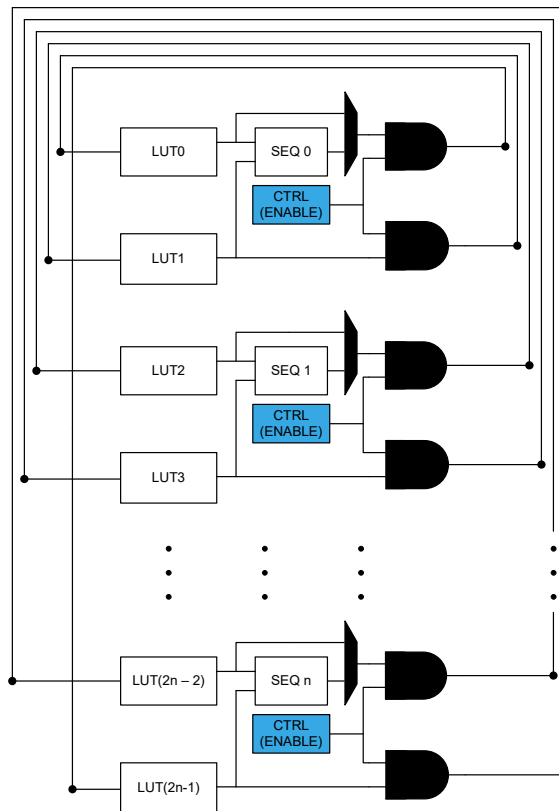 LUT0
SEQ 0
CTRL
(ENABLE)
LUT1
LUT2
SEQ 1
CTRL
(ENABLE)
LUT3
LUT(2n – 2)
SEQ n
CTRL
(ENABLE)
LUT(2n-1)